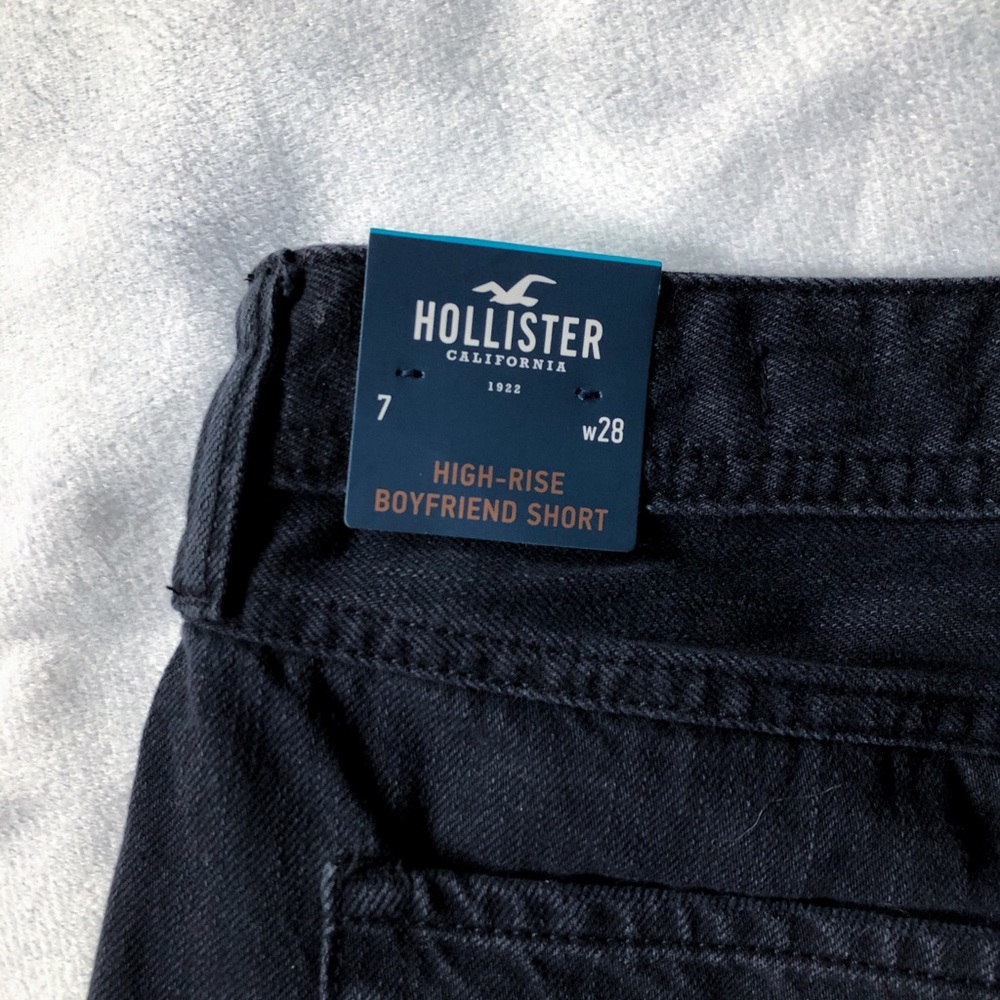 HOLLISTER
CALIFORNIA
1922
7
w28
HIGH-RISE
BOYFRIEND SHORT